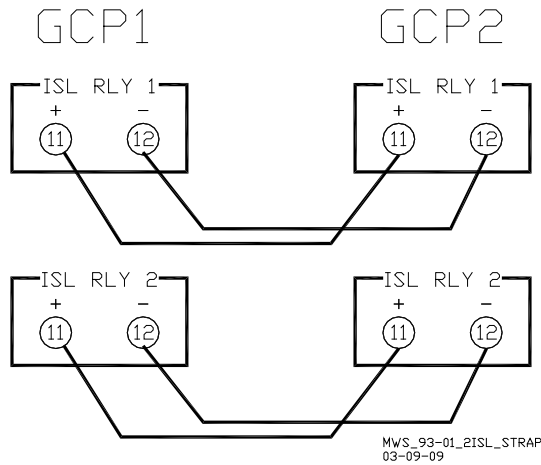 GCP1 GCP2
ISL RLY 1 ISL RLY 1
+ - + -
11 12 11 12
ISL RLY 2 ISL RLY 2
+ - + -
11 12 11 12
MWS_93-01_2ISL_STRAP
03-09-09